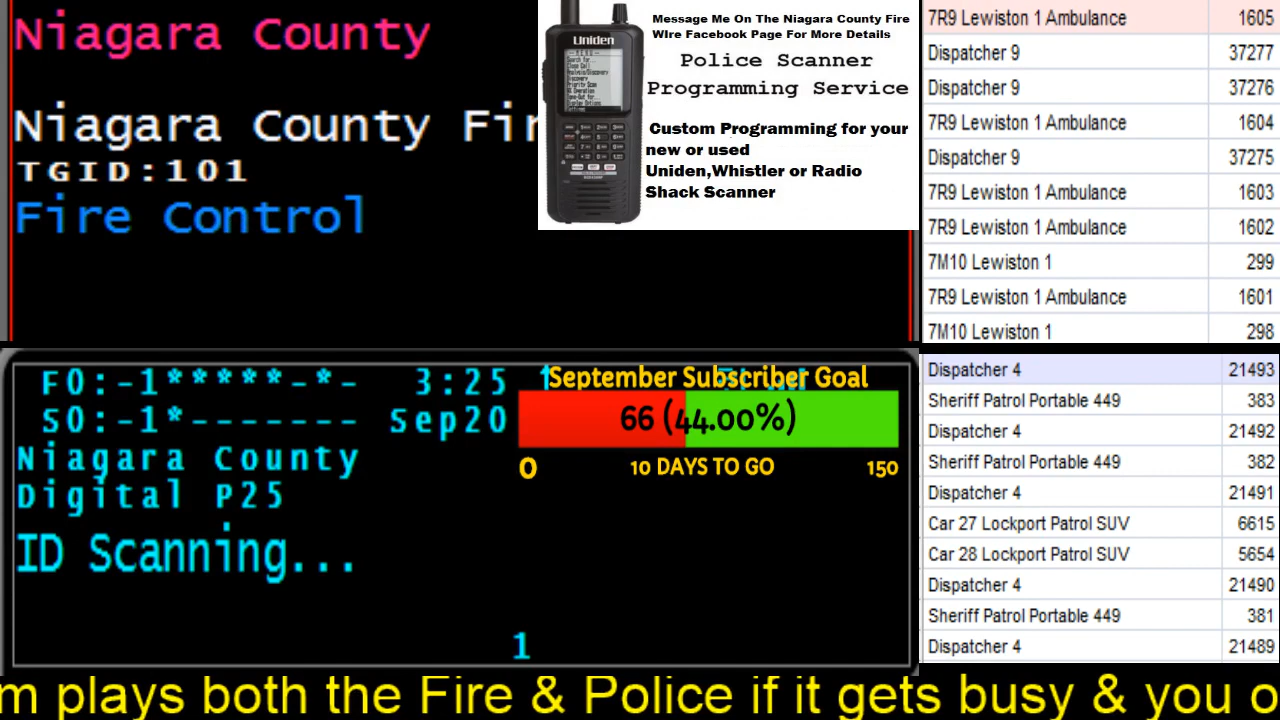 Niagara County
Niagara County Fir
TGID:101
Fire Control
Uniden
Message Me On The Niagara County Fire
WIre Facebook Page For More Details
Police Scanner
Programming Service
Custom Programming for your
new or used
Uniden,Whistler or Radio
Shack Scanner
7R9 Lewiston 1 Ambulance 1605
Dispatcher 9 37277
Dispatcher 9 37276
7R9 Lewiston 1 Ambulance 1604
Dispatcher 9 37275
7R9 Lewiston 1 Ambulance 1603
7R9 Lewiston 1 Ambulance 1602
7M10 Lewiston 1 299
7R9 Lewiston 1 Ambulance 1601
7M10 Lewiston 1 298
F0:-1*****-*- 3:25
S0:-1*------- Sep20
Niagara County
Digital P25
ID Scanning...
1
September Subscriber Goal
66 (44.00%)
0 10 DAYS TO GO 150
Dispatcher 4 21493
Sheriff Patrol Portable 449 383
Dispatcher 4 21492
Sheriff Patrol Portable 449 382
Dispatcher 4 21491
Car 27 Lockport Patrol SUV 6615
Car 28 Lockport Patrol SUV 5654
Dispatcher 4 21490
Sheriff Patrol Portable 449 381
Dispatcher 4 21489
m plays both the Fire & Police if it gets busy & you o